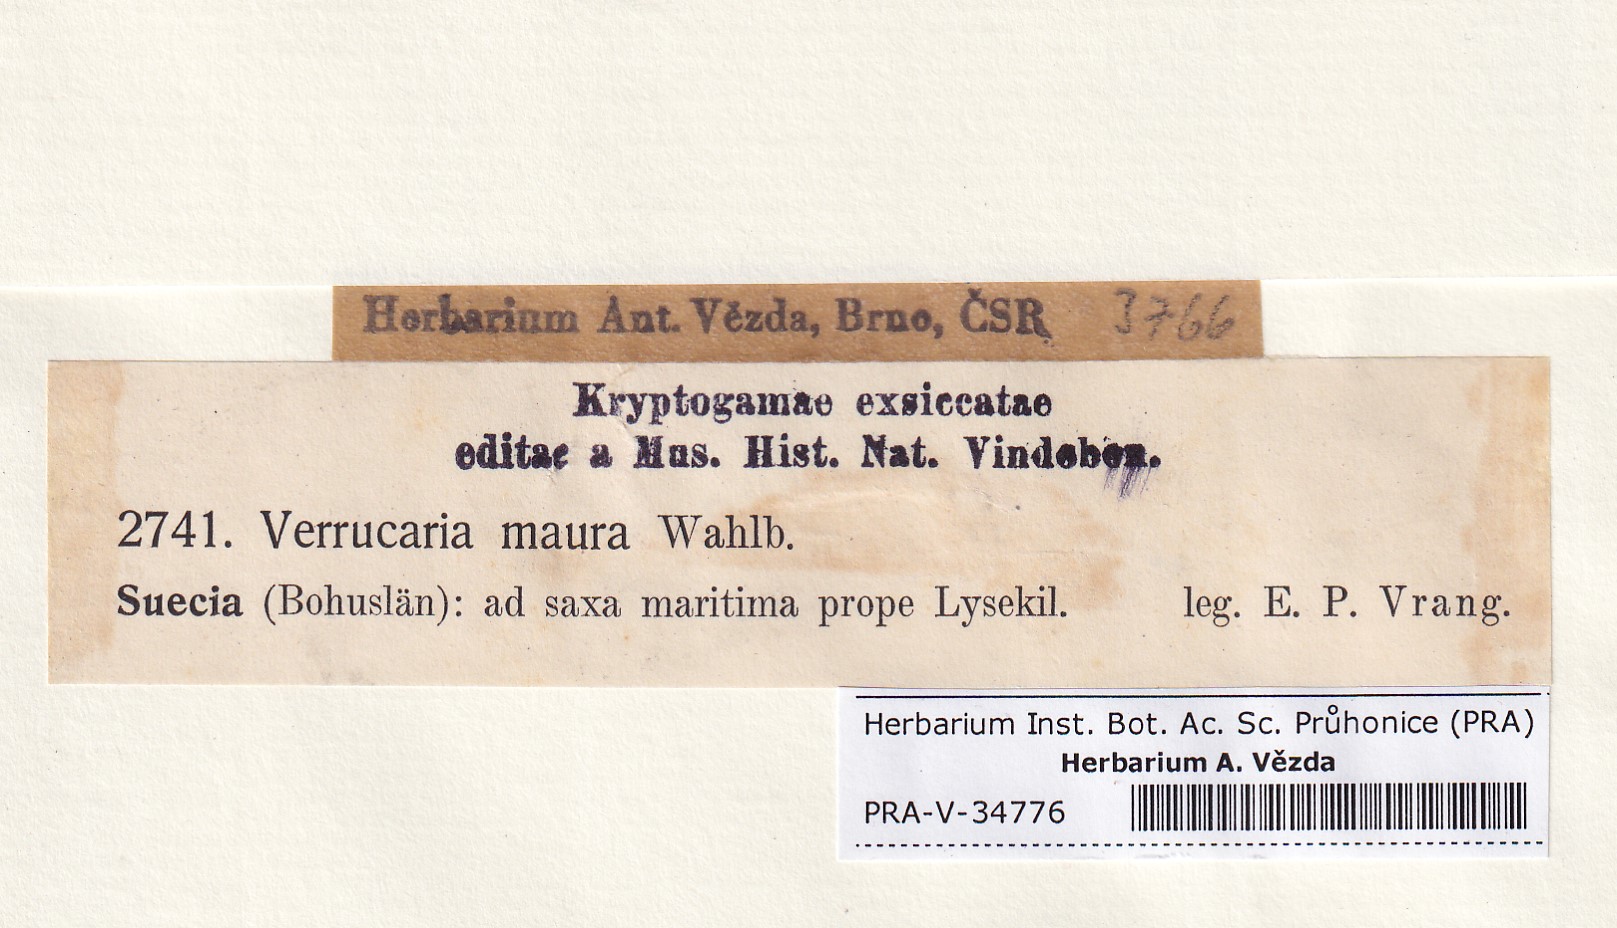 Herbarium Ant. Vězda, Brno, ČSR 3766
Kryptogamae exsiccatae
editae a Mus. Hist. Nat. Vindobon.
2741. Verrucaria maura Wahlb.
Suecia (Bohuslän): ad saxa maritima prope Lysekil. leg. E. P. Vrang.
Herbarium Inst. Bot. Ac. Sc. Průhonice (PRA)
Herbarium A. Vězda
PRA-V-34776